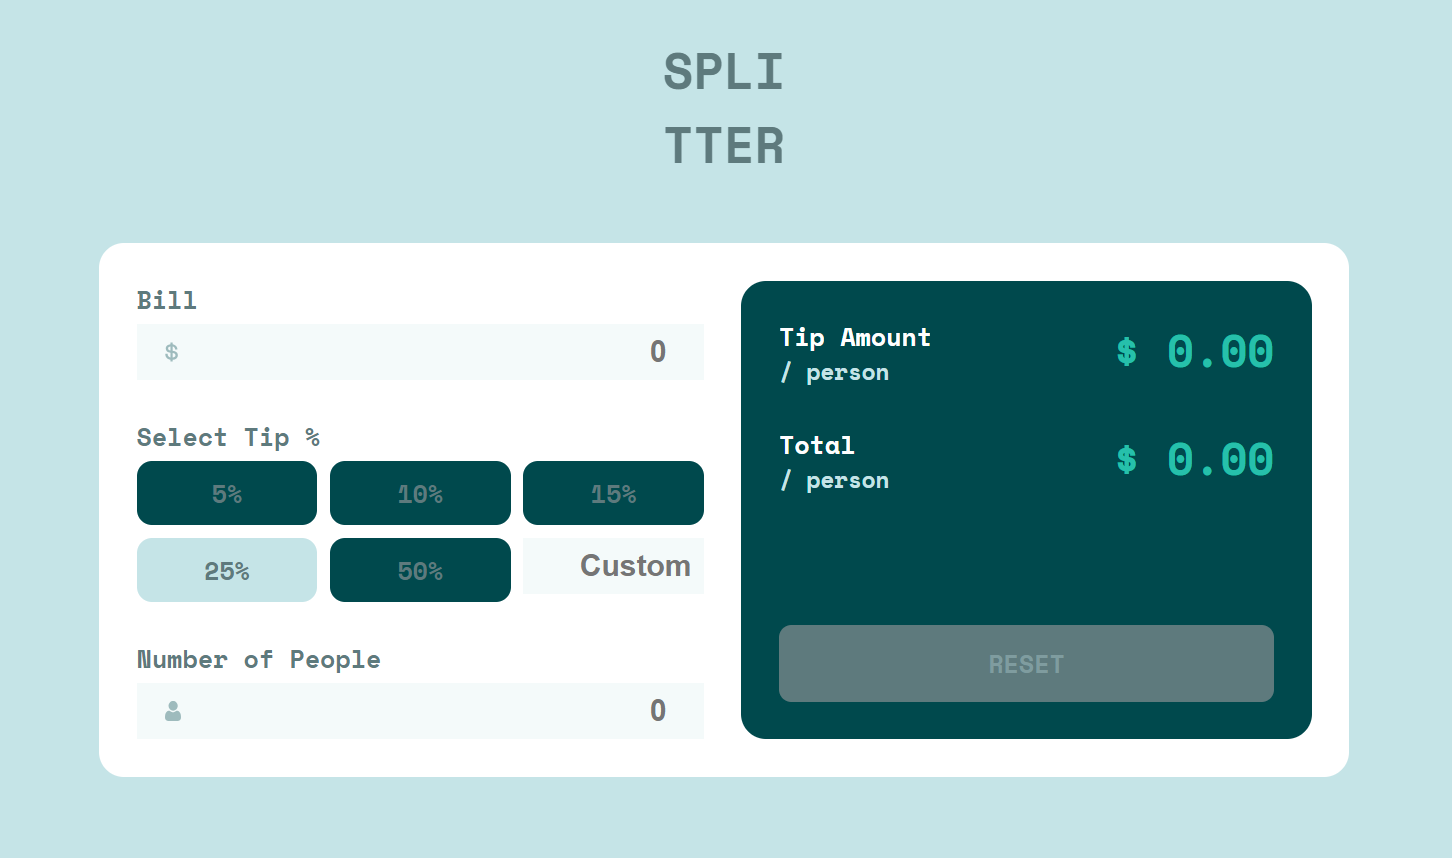 SPLI
TTER
Bill
$ 0
Select Tip %
5% 10% 15%
25% 50% Custom
Number of People
0
Tip Amount
/ person
$ 0.00
Total
/ person
$ 0.00
RESET